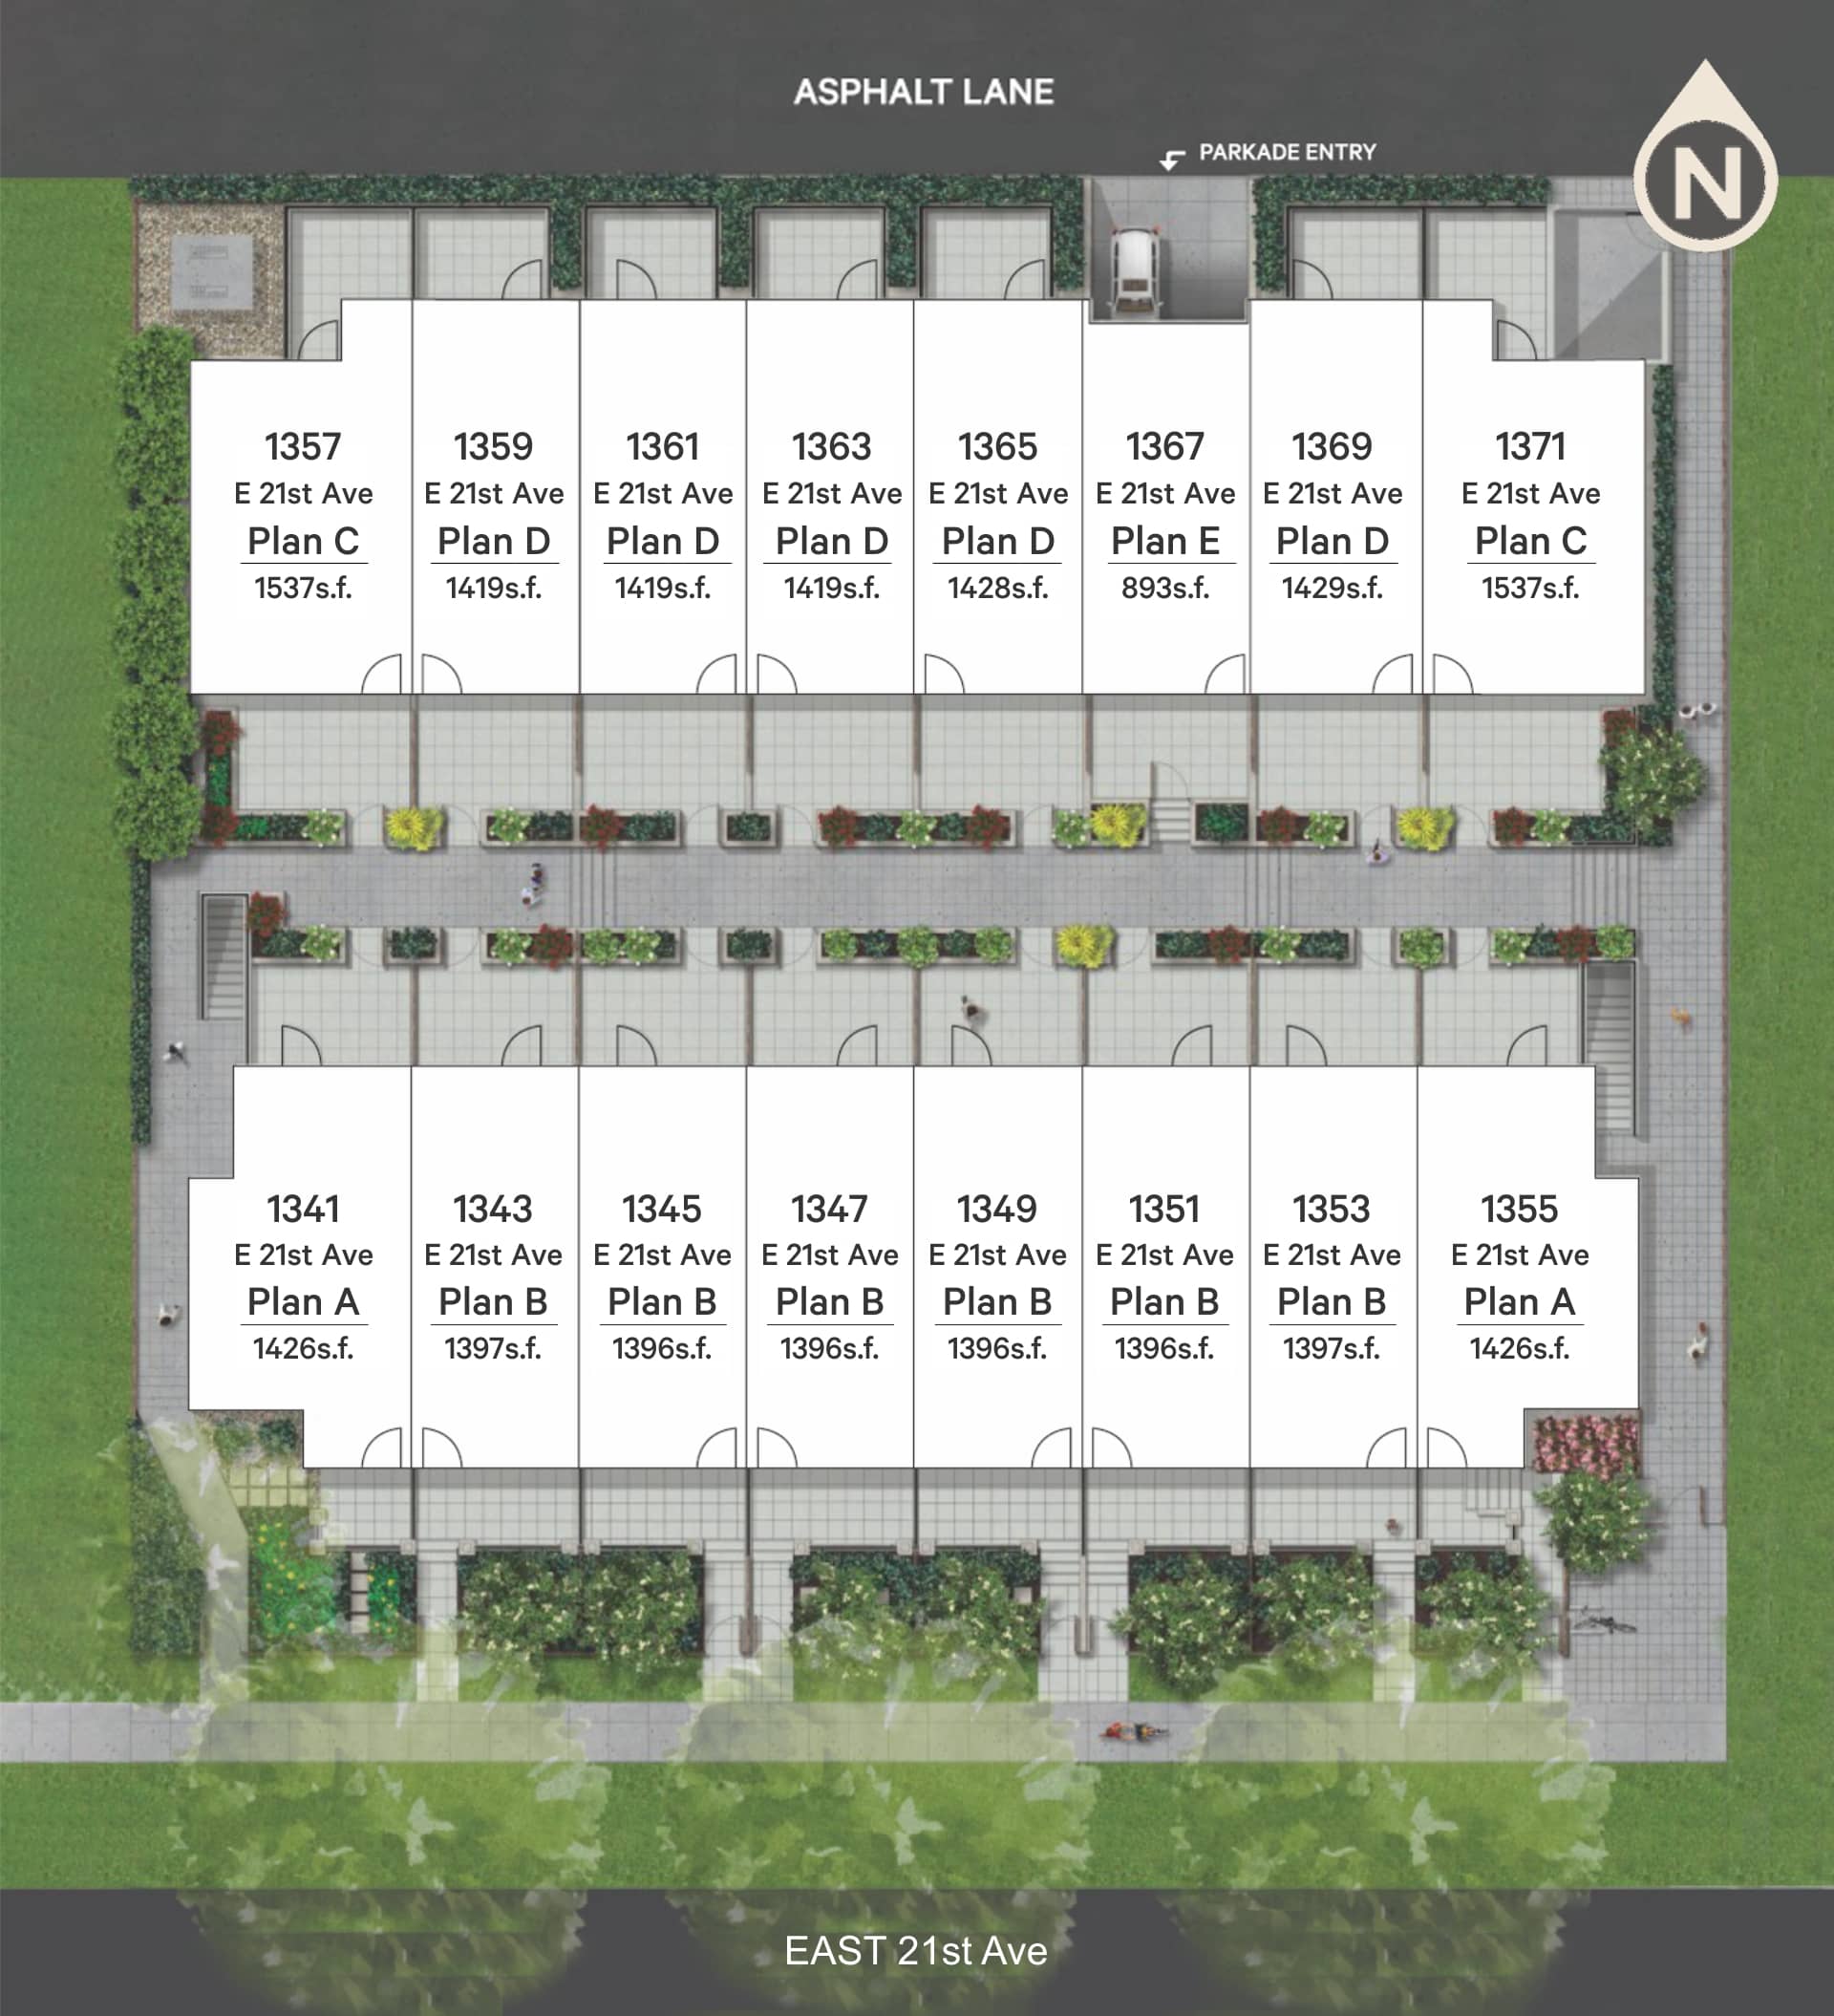 ASPHALT LANE
PARKADE ENTRY
N
1357
E 21st Ave
Plan C
1537s.f.
1359
E 21st Ave
Plan D
1419s.f.
1361
E 21st Ave
Plan D
1419s.f.
1363
E 21st Ave
Plan D
1419s.f.
1365
E 21st Ave
Plan D
1428s.f.
1367
E 21st Ave
Plan E
893s.f.
1369
E 21st Ave
Plan D
1429s.f.
1371
E 21st Ave
Plan C
1537s.f.
1341
E 21st Ave
Plan A
1426s.f.
1343
E 21st Ave
Plan B
1397s.f.
1345
E 21st Ave
Plan B
1396s.f.
1347
E 21st Ave
Plan B
1396s.f.
1349
E 21st Ave
Plan B
1396s.f.
1351
E 21st Ave
Plan B
1396s.f.
1353
E 21st Ave
Plan B
1397s.f.
1355
E 21st Ave
Plan A
1426s.f.
EAST 21st Ave